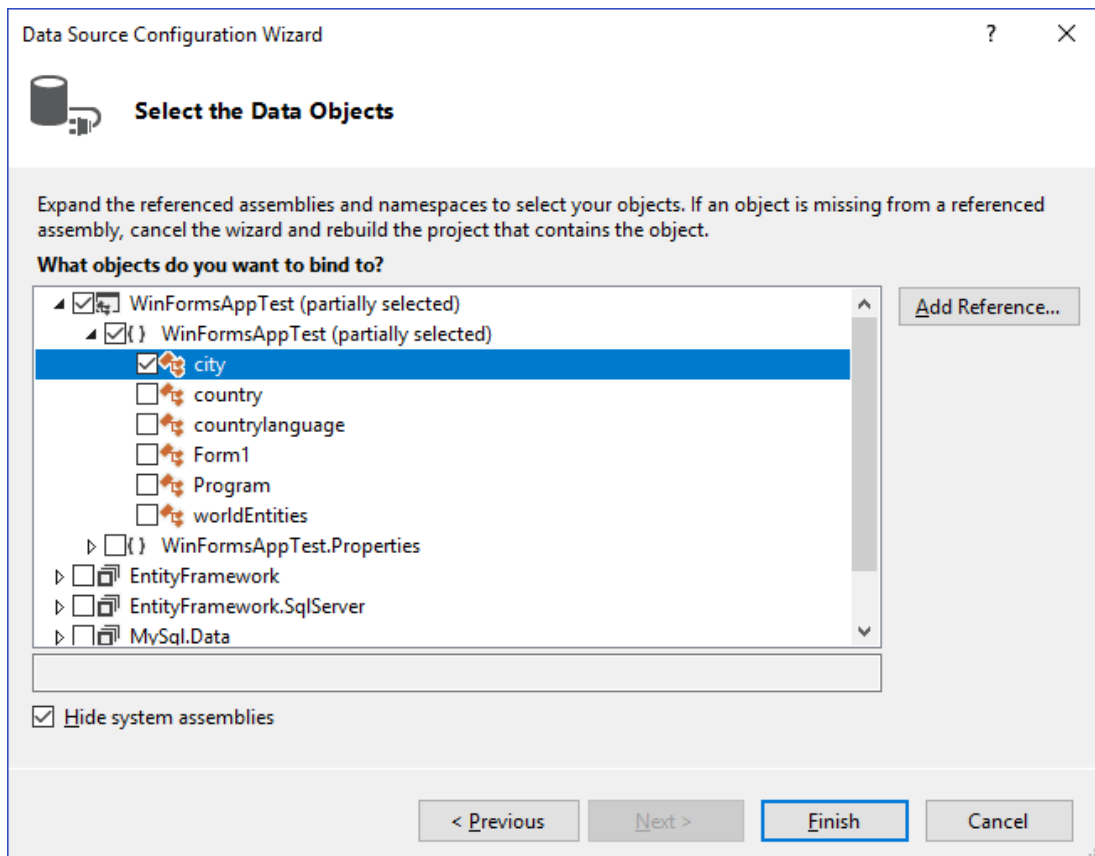 Data Source Configuration Wizard
?
Select the Data Objects
Expand the referenced assemblies and namespaces to select your objects. If an object is missing from a referenced
assembly, cancel the wizard and rebuild the project that contains the object.
What objects do you want to bind to?
WinFormsAppTest (partially selected)
Add Reference...
{ } WinFormsAppTest (partially selected)
city
country
countrylanguage
Form1
Program
worldEntities
{ } WinFormsAppTest.Properties
EntityFramework
EntityFramework.SqlServer
MySql.Data
Hide system assemblies
< Previous
Next >
Finish
Cancel